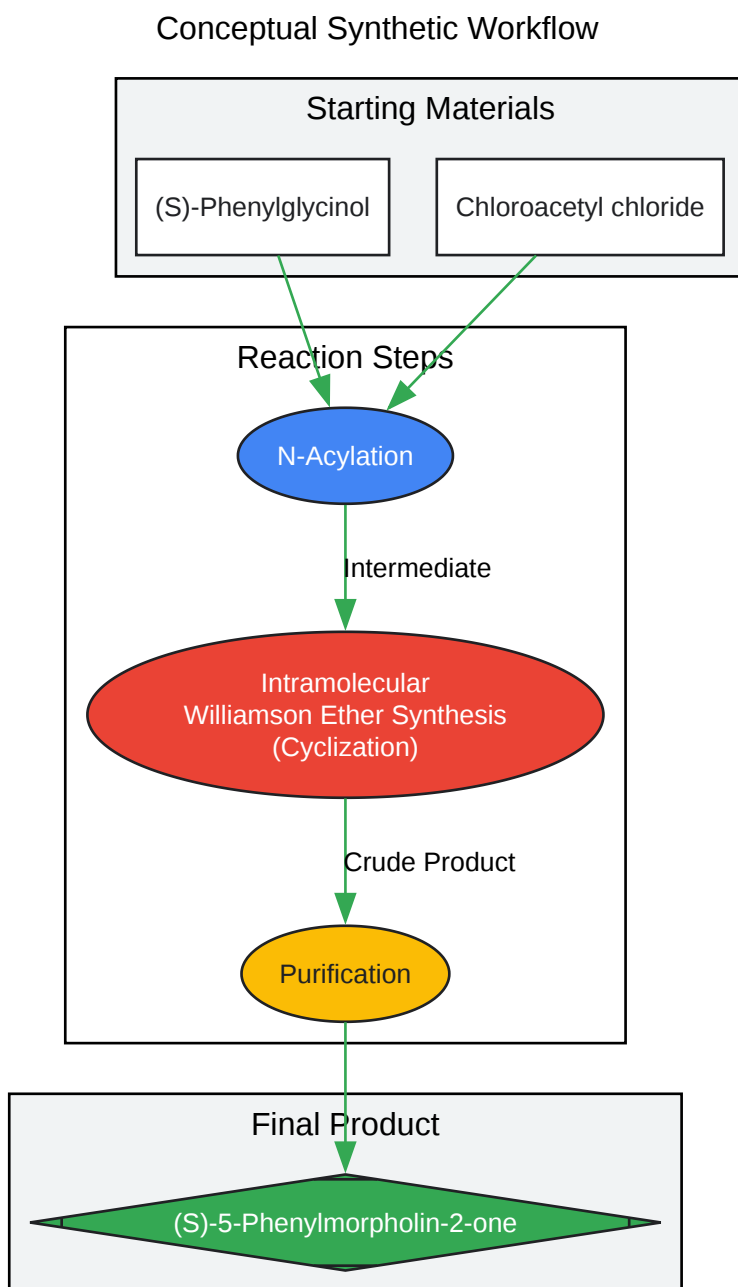 Conceptual Synthetic Workflow
Starting Materials
(S)-Phenylglycinol
Chloroacetyl chloride
Reaction Steps
N-Acylation
Intermediate
Intramolecular
Williamson Ether Synthesis
(Cyclization)
Crude Product
Purification
Final Product
(S)-5-Phenylmorpholin-2-one